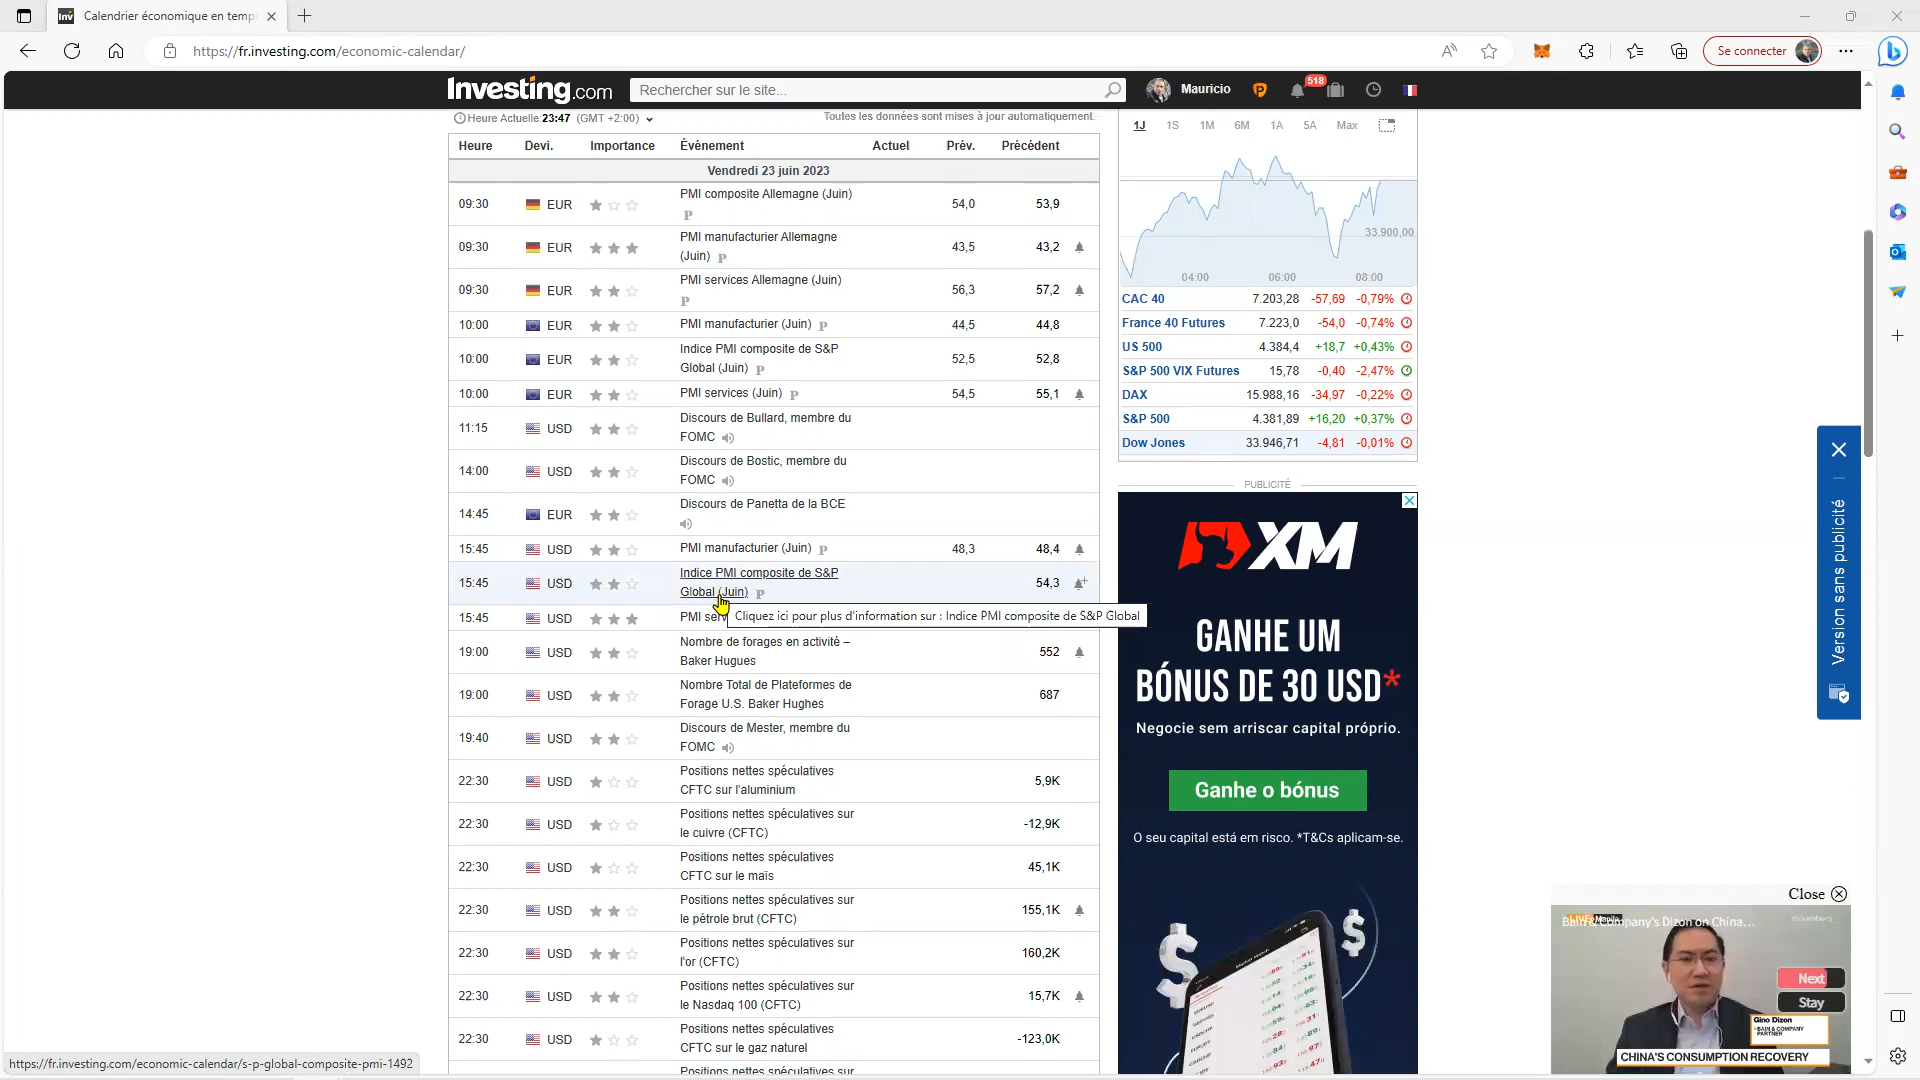 Calendrier économique en temp
https://fr.investing.com/economic-calendar/
Se connecter
Investing.com
Rechercher sur le site...
Mauricio
518
Heure Actuelle:23:47 (GMT +2:00)
Toutes les données sont mises à jour automatiquement.
Heure Devi. Importance Événement Actuel Prév. Précédent
Vendredi 23 juin 2023
09:30 EUR PMI composite Allemagne (Juin) 54,0 53,9
P
09:30 EUR PMI manufacturier Allemagne 43,5 43,2
(Juin) P
09:30 EUR PMI services Allemagne (Juin) 56,3 57,2
P
10:00 EUR PMI manufacturier (Juin) P 44,5 44,8
10:00 EUR Indice PMI composite de S&P 52,5 52,8
Global (Juin) P
10:00 EUR PMI services (Juin) P 54,5 55,1
11:15 USD Discours de Bullard, membre du
FOMC
14:00 USD Discours de Bostic, membre du
FOMC
14:45 EUR Discours de Panetta de la BCE
15:45 USD PMI manufacturier (Juin) P 48,3 48,4
15:45 USD Indice PMI composite de S&P 54,3
Global (Juin) P
15:45 USD PMI serv
Cliquez ici pour plus d'information sur : Indice PMI composite de S&P Global
19:00 USD Nombre de forages en activité – 552
Baker Hugues
19:00 USD Nombre Total de Plateformes de 687
Forage U.S. Baker Hughes
19:40 USD Discours de Mester, membre du
FOMC
22:30 USD Positions nettes spéculatives 5,9K
CFTC sur l'aluminium
22:30 USD Positions nettes spéculatives sur -12,9K
le cuivre (CFTC)
22:30 USD Positions nettes spéculatives 45,1K
CFTC sur le maïs
22:30 USD Positions nettes spéculatives sur 155,1K
le pétrole brut (CFTC)
22:30 USD Positions nettes spéculatives sur 160,2K
l'or (CFTC)
22:30 USD Positions nettes spéculatives sur 15,7K
le Nasdaq 100 (CFTC)
22:30 USD Positions nettes spéculatives -123,0K
CFTC sur le gaz naturel
Positions nettes spéculatives sur
https://fr.investing.com/economic-calendar/s-p-global-composite-pmi-1492
1J 1S 1M 6M 1A 5A Max
33.900,00
04:00 06:00 08:00
CAC 40 7.203,28 -57,69 -0,79%
France 40 Futures 7.223,0 -54,0 -0,74%
US 500 4.384,4 +18,7 +0,43%
S&P 500 VIX Futures 15,78 -0,40 -2,47%
DAX 15.988,16 -34,97 -0,22%
S&P 500 4.381,89 +16,20 +0,37%
Dow Jones 33.946,71 -4,81 -0,01%
PUBLICITÉ
XM
GANHE UM
BÓNUS DE 30 USD*
Negocie sem arriscar capital próprio.
Ganhe o bónus
O seu capital está em risco. *T&Cs aplicam-se.
Version sans publicité
Close
Bain & Company's Dizon on China...
Bloomberg
Next
Stay
Gino Dizon
BAIN & COMPANY
PARTNER
CHINA'S CONSUMPTION RECOVERY